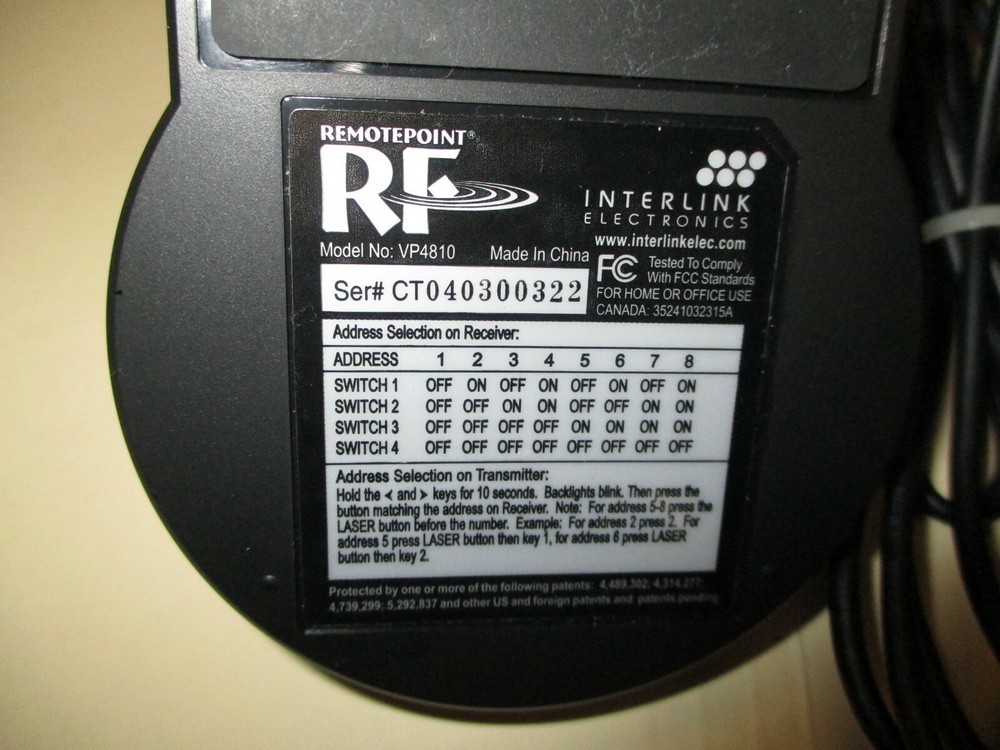 REMOTEPOINT®
RF
INTERLINK
ELECTRONICS
www.interlinkelec.com
Model No: VP4810 Made In China
FC Tested To Comply
With FCC Standards
FOR HOME OR OFFICE USE
CANADA: 35241032315A
Ser# CT040300322
Address Selection on Receiver:
ADDRESS 1 2 3 4 5 6 7 8
SWITCH 1 OFF ON OFF ON OFF ON OFF ON
SWITCH 2 OFF OFF ON ON OFF OFF ON ON
SWITCH 3 OFF OFF OFF OFF ON ON ON ON
SWITCH 4 OFF OFF OFF OFF OFF OFF OFF OFF
Address Selection on Transmitter:
Hold the < and > keys for 10 seconds. Backlights blink. Then press the
button matching the address on Receiver. Note: For address 5-8 press the
LASER button before the number. Example: For address 2 press 2. For
address 5 press LASER button then key 1, for address 6 press LASER
button then key 2.
Protected by one or more of the following patents: 4,489,302; 4,314,277;
4,739,299; 5,292,837 and other US and foreign patents and patents pending